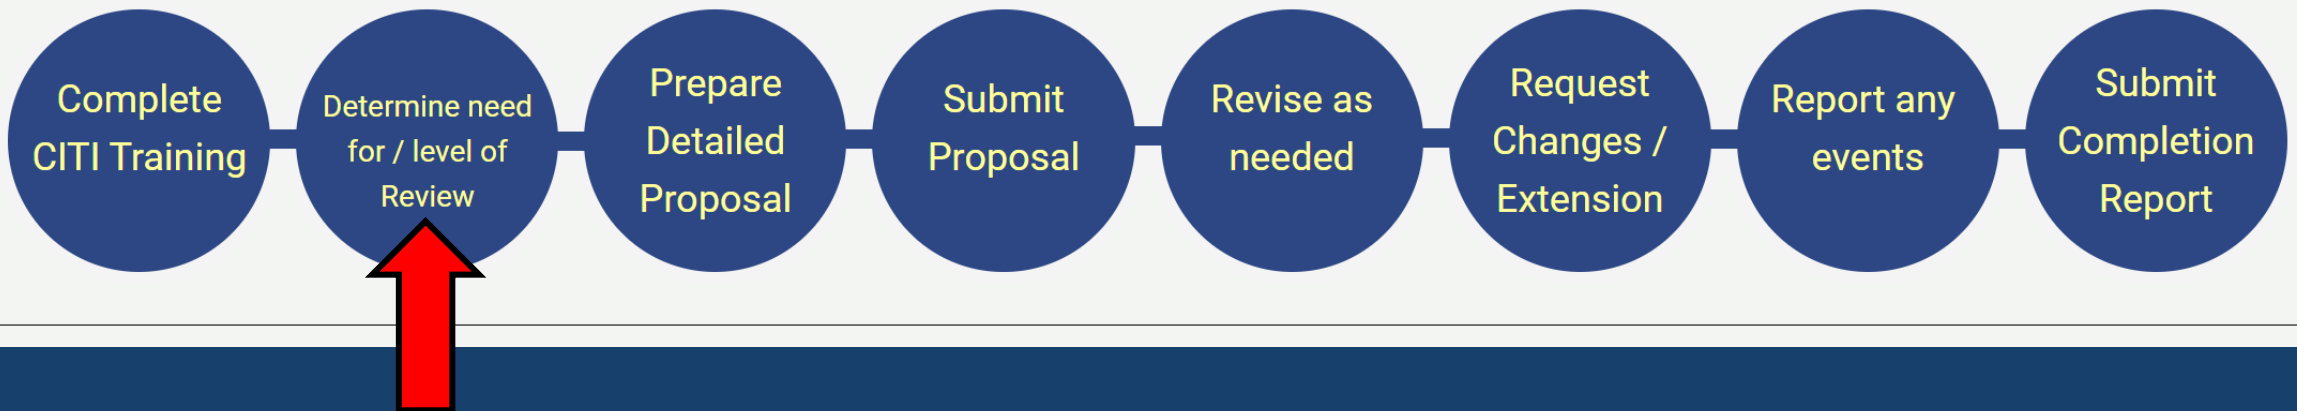 Complete
CITI Training
Determine need
for / level of
Review
Prepare
Detailed
Proposal
Submit
Proposal
Revise as
needed
Request
Changes /
Extension
Report any
events
Submit
Completion
Report